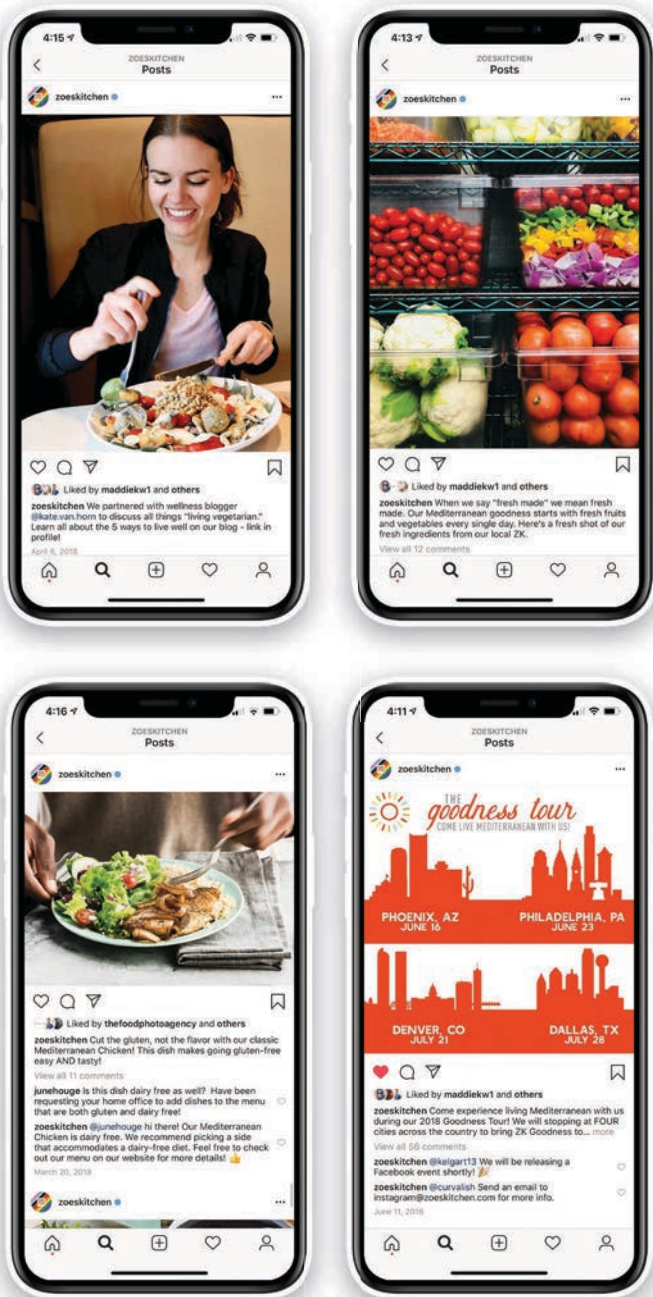 4:15
ZOESKITCHEN
Posts
zoeskitchen
Liked by maddiekw1 and others
zoeskitchen We partnered with wellness blogger
@kate.van.horn to discuss all things "living vegetarian."
Learn all about the 5 ways to live well on our blog - link in
profile!
April 6, 2018
4:13
ZOESKITCHEN
Posts
zoeskitchen
Liked by maddiekw1 and others
zoeskitchen When we say "fresh made" we mean fresh
made. Our Mediterranean goodness starts with fresh fruits
and vegetables every single day. Here's a fresh shot of our
fresh ingredients from our local ZK.
View all 12 comments
4:16
ZOESKITCHEN
Posts
zoeskitchen
Liked by thefoodphotoagency and others
zoeskitchen Cut the gluten, not the flavor with our classic
Mediterranean Chicken! This dish makes going gluten-free
easy AND tasty!
View all 11 comments
junehouge Is this dish dairy free as well? Have been
requesting your home office to add dishes to the menu
that are both gluten and dairy free!
zoeskitchen @junehouge hi there! Our Mediterranean
Chicken is dairy free. We recommend picking a side
that accommodates a dairy-free diet. Feel free to check
out our menu on our website for more details! 👍
March 20, 2018
zoeskitchen
4:11
ZOESKITCHEN
Posts
zoeskitchen
THE
goodness tour
COME LIVE MEDITERRANEAN WITH US!
PHOENIX, AZ
JUNE 16
PHILADELPHIA, PA
JUNE 23
DENVER, CO
JULY 21
DALLAS, TX
JULY 28
Liked by maddiekw1 and others
zoeskitchen Come experience living Mediterranean with us
during our 2018 Goodness Tour! We will stopping at FOUR
cities across the country to bring ZK Goodness to... more
View all 56 comments
zoeskitchen @kelgart13 We will be releasing a
Facebook event shortly! 🎉
zoeskitchen @curvalish Send an email to
instagram@zoeskitchen.com for more info.
June 11, 2018